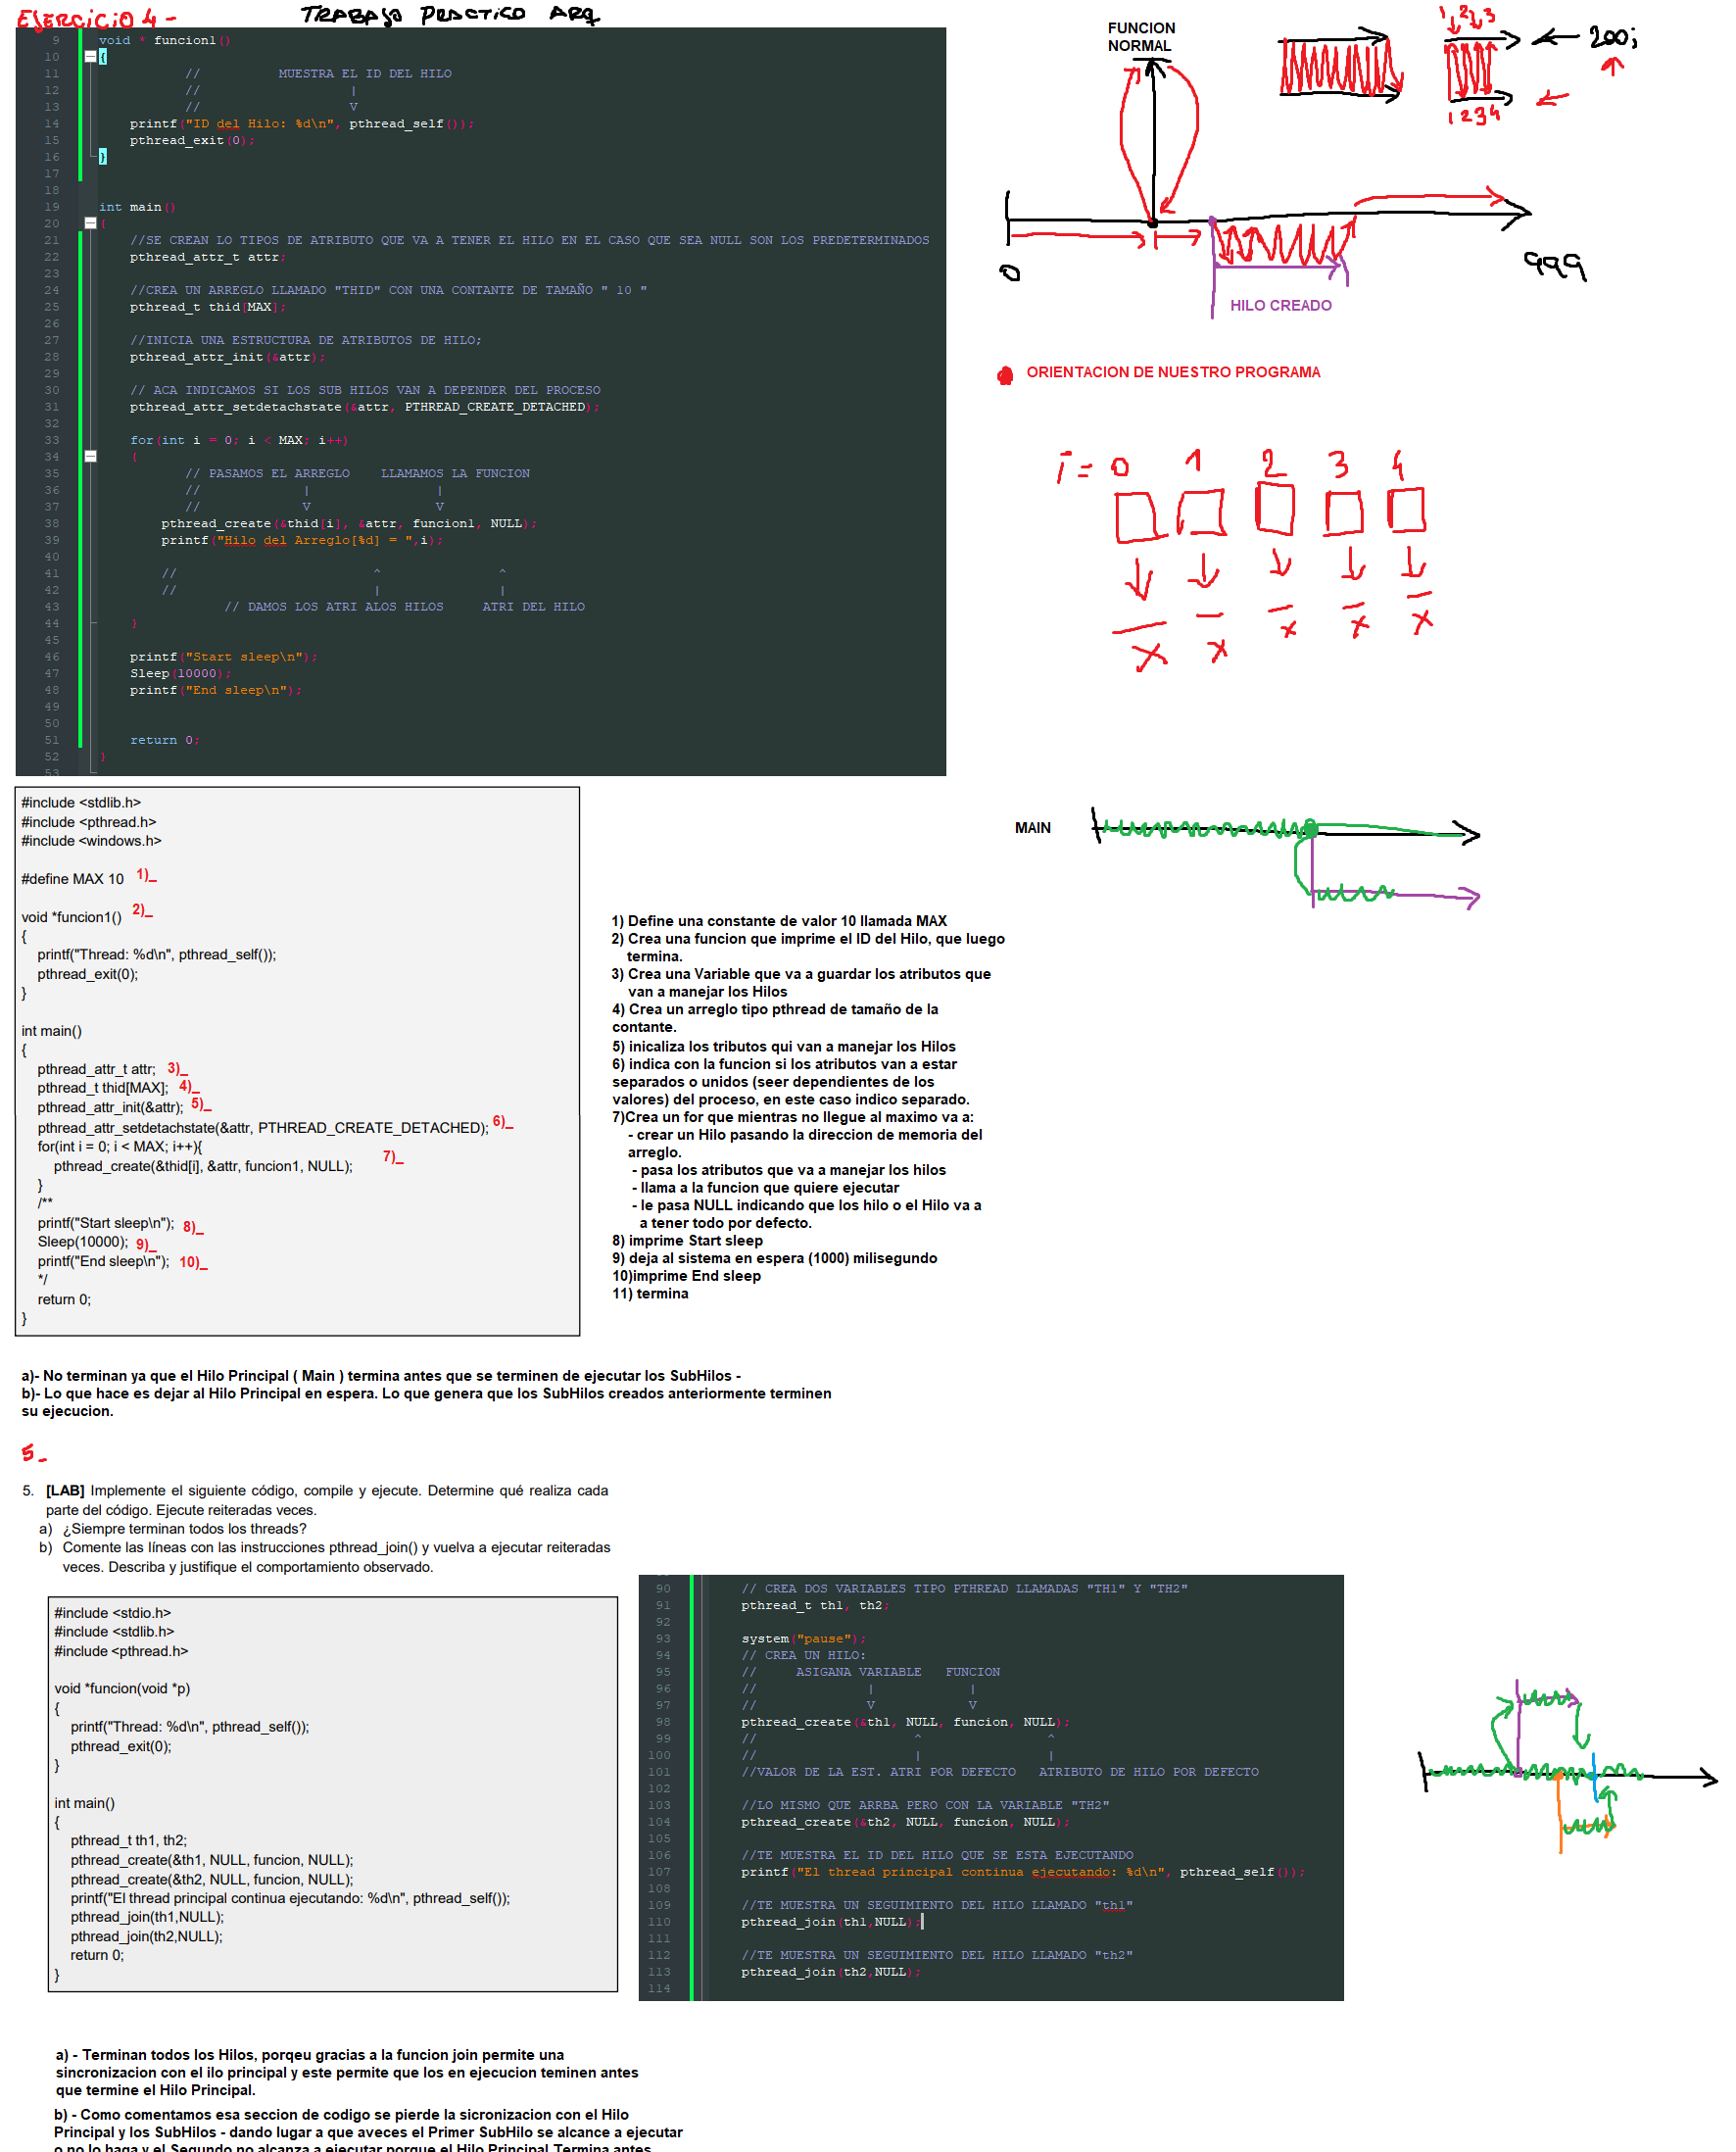 EJERCICIO 4 -
TRABAJO PRACTICO ARQ
9 void * funcion1()
10 {
11 // MUESTRA EL ID DEL HILO
12 // |
13 // V
14 printf("ID del Hilo: %d\n", pthread_self());
15 pthread_exit(0);
16 }
17
18
19 int main()
20 {
21 //SE CREAN LO TIPOS DE ATRIBUTO QUE VA A TENER EL HILO EN EL CASO QUE SEA NULL SON LOS PREDETERMINADOS
22 pthread_attr_t attr;
23
24 //CREA UN ARREGLO LLAMADO "THID" CON UNA CONTANTE DE TAMAÑO " 10 "
25 pthread_t thid[MAX];
26
27 //INICIA UNA ESTRUCTURA DE ATRIBUTOS DE HILO;
28 pthread_attr_init(&attr);
29
30 // ACA INDICAMOS SI LOS SUB HILOS VAN A DEPENDER DEL PROCESO
31 pthread_attr_setdetachstate(&attr, PTHREAD_CREATE_DETACHED);
32
33 for(int i = 0; i < MAX; i++)
34 {
35 // PASAMOS EL ARREGLO LLAMAMOS LA FUNCION
36 // | |
37 // V V
38 pthread_create(&thid[i], &attr, funcion1, NULL);
39 printf("Hilo del Arreglo[%d] = ",i);
40
41 // ^ ^
42 // | |
43 // DAMOS LOS ATRI ALOS HILOS ATRI DEL HILO
44 }
45
46 printf("Start sleep\n");
47 Sleep(10000);
48 printf("End sleep\n");
49
50
51 return 0;
52 }
53
FUNCION
NORMAL
1 2 3
200;
1 2 3 4
0
999
HILO CREADO
ORIENTACION DE NUESTRO PROGRAMA
i = 0 1 2 3 4
x x x x x
MAIN
#include <stdlib.h>
#include <pthread.h>
#include <windows.h>
#define MAX 10 1)_
void *funcion1() 2)_
{
printf("Thread: %d\n", pthread_self());
pthread_exit(0);
}
int main()
{
pthread_attr_t attr; 3)_
pthread_t thid[MAX]; 4)_
pthread_attr_init(&attr); 5)_
pthread_attr_setdetachstate(&attr, PTHREAD_CREATE_DETACHED); 6)_
for(int i = 0; i < MAX; i++){
pthread_create(&thid[i], &attr, funcion1, NULL); 7)_
}
/**
printf("Start sleep\n"); 8)_
Sleep(10000); 9)_
printf("End sleep\n"); 10)_
*/
return 0;
}
1) Define una constante de valor 10 llamada MAX
2) Crea una funcion que imprime el ID del Hilo, que luego
termina.
3) Crea una Variable que va a guardar los atributos que
van a manejar los Hilos
4) Crea un arreglo tipo pthread de tamaño de la
contante.
5) inicaliza los tributos qui van a manejar los Hilos
6) indica con la funcion si los atributos van a estar
separados o unidos (seer dependientes de los
valores) del proceso, en este caso indico separado.
7)Crea un for que mientras no llegue al maximo va a:
- crear un Hilo pasando la direccion de memoria del
arreglo.
- pasa los atributos que va a manejar los hilos
- llama a la funcion que quiere ejecutar
- le pasa NULL indicando que los hilo o el Hilo va a
a tener todo por defecto.
8) imprime Start sleep
9) deja al sistema en espera (1000) milisegundo
10)imprime End sleep
11) termina
a)- No terminan ya que el Hilo Principal ( Main ) termina antes que se terminen de ejecutar los SubHilos -
b)- Lo que hace es dejar al Hilo Principal en espera. Lo que genera que los SubHilos creados anteriormente terminen
su ejecucion.
5_
5. [LAB] Implemente el siguiente código, compile y ejecute. Determine qué realiza cada
parte del código. Ejecute reiteradas veces.
a) ¿Siempre terminan todos los threads?
b) Comente las líneas con las instrucciones pthread_join() y vuelva a ejecutar reiteradas
veces. Describa y justifique el comportamiento observado.
#include <stdio.h>
#include <stdlib.h>
#include <pthread.h>
void *funcion(void *p)
{
printf("Thread: %d\n", pthread_self());
pthread_exit(0);
}
int main()
{
pthread_t th1, th2;
pthread_create(&th1, NULL, funcion, NULL);
pthread_create(&th2, NULL, funcion, NULL);
printf("El thread principal continua ejecutando: %d\n", pthread_self());
pthread_join(th1,NULL);
pthread_join(th2,NULL);
return 0;
}
90 // CREA DOS VARIABLES TIPO PTHREAD LLAMADAS "TH1" Y "TH2"
91 pthread_t th1, th2;
92
93 system("pause");
94 // CREA UN HILO:
95 // ASIGANA VARIABLE FUNCION
96 // | |
97 // V V
98 pthread_create(&th1, NULL, funcion, NULL);
99 // ^ ^
100 // | |
101 //VALOR DE LA EST. ATRI POR DEFECTO ATRIBUTO DE HILO POR DEFECTO
102
103 //LO MISMO QUE ARRBA PERO CON LA VARIABLE "TH2"
104 pthread_create(&th2, NULL, funcion, NULL);
105
106 //TE MUESTRA EL ID DEL HILO QUE SE ESTA EJECUTANDO
107 printf("El thread principal continua ejecutando: %d\n", pthread_self());
108
109 //TE MUESTRA UN SEGUIMIENTO DEL HILO LLAMADO "th1"
110 pthread_join(th1,NULL);
111
112 //TE MUESTRA UN SEGUIMIENTO DEL HILO LLAMADO "th2"
113 pthread_join(th2,NULL);
114
a) - Terminan todos los Hilos, porqeu gracias a la funcion join permite una
sincronizacion con el ilo principal y este permite que los en ejecucion teminen antes
que termine el Hilo Principal.
b) - Como comentamos esa seccion de codigo se pierde la sicronizacion con el Hilo
Principal y los SubHilos - dando lugar a que aveces el Primer SubHilo se alcance a ejecutar
o no lo haga y el Segundo no alcanza a ejecutar porque el Hilo Principal Termina antes